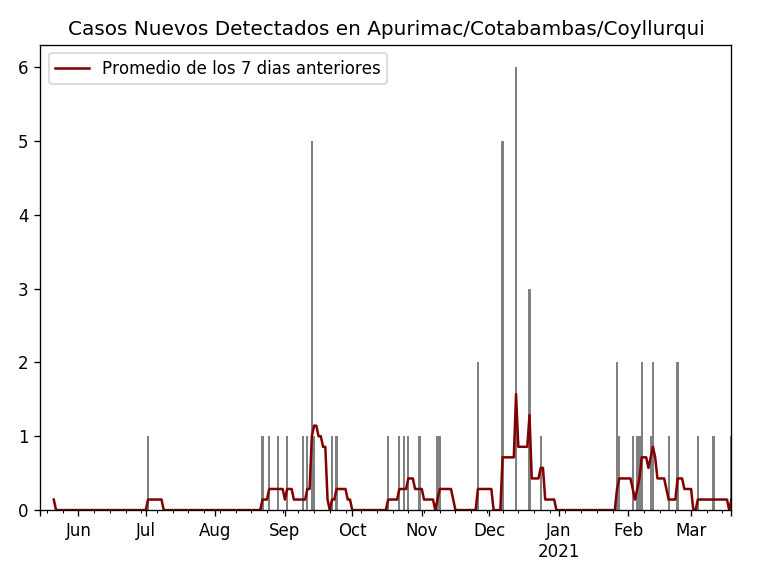 Casos Nuevos Detectados en Apurimac/Cotabambas/Coyllurqui
Promedio de los 7 dias anteriores
6
5
4
3
2
1
0
Jun Jul Aug Sep Oct Nov Dec Jan Feb Mar
2021